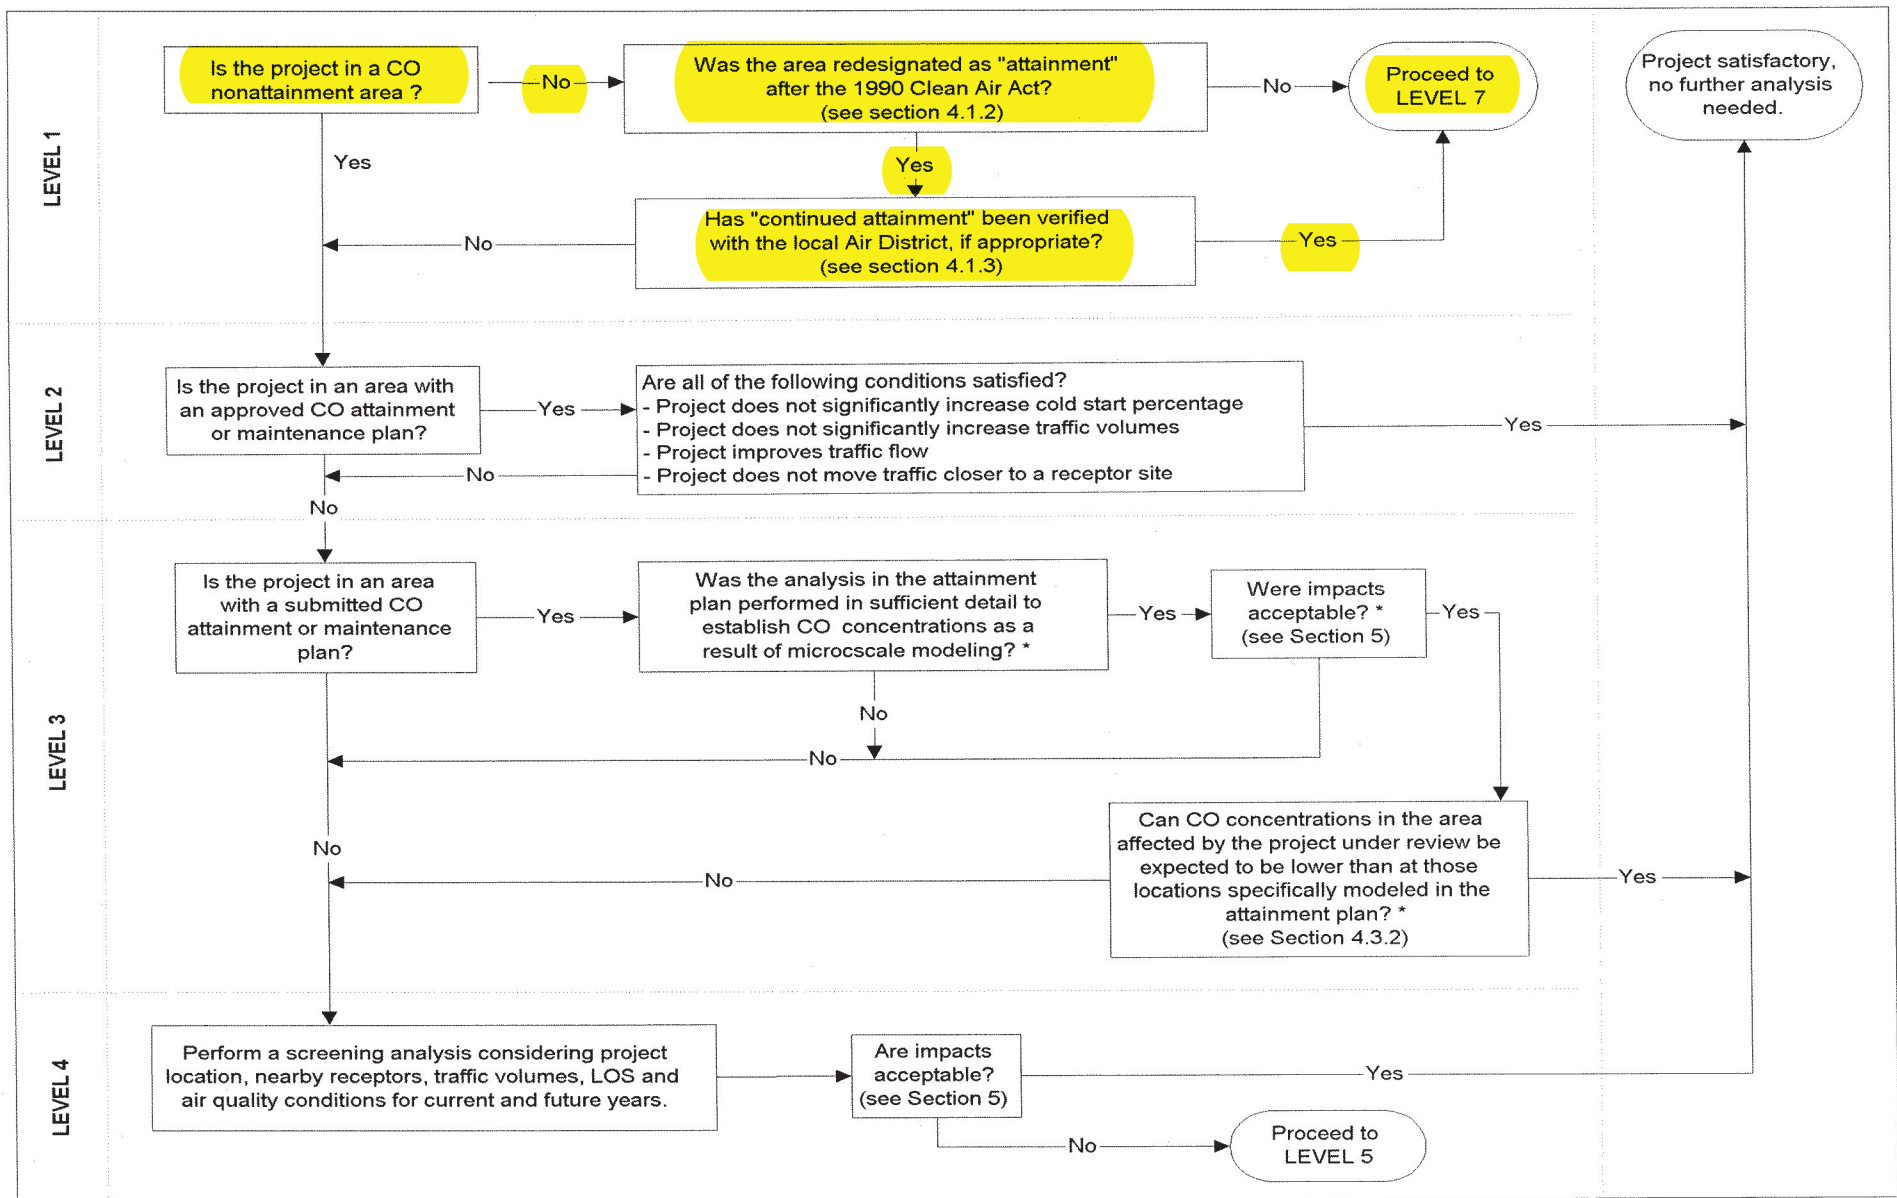 LEVEL 1
Is the project in a CO
nonattainment area ?
No
Was the area redesignated as "attainment"
after the 1990 Clean Air Act?
(see section 4.1.2)
No
Proceed to
LEVEL 7
Project satisfactory,
no further analysis
needed.
Yes
Yes
Has "continued attainment" been verified
with the local Air District, if appropriate?
(see section 4.1.3)
No
Yes
LEVEL 2
Is the project in an area with
an approved CO attainment
or maintenance plan?
Yes
Are all of the following conditions satisfied?
- Project does not significantly increase cold start percentage
- Project does not significantly increase traffic volumes
- Project improves traffic flow
- Project does not move traffic closer to a receptor site
Yes
No
No
LEVEL 3
Is the project in an area
with a submitted CO
attainment or maintenance
plan?
Yes
Was the analysis in the attainment
plan performed in sufficient detail to
establish CO concentrations as a
result of microcscale modeling? *
Yes
Were impacts
acceptable? *
(see Section 5)
Yes
No
No
No
Can CO concentrations in the area
affected by the project under review be
expected to be lower than at those
locations specifically modeled in the
attainment plan? *
(see Section 4.3.2)
No
Yes
LEVEL 4
Perform a screening analysis considering project
location, nearby receptors, traffic volumes, LOS and
air quality conditions for current and future years.
Are impacts
acceptable?
(see Section 5)
Yes
No
Proceed to
LEVEL 5